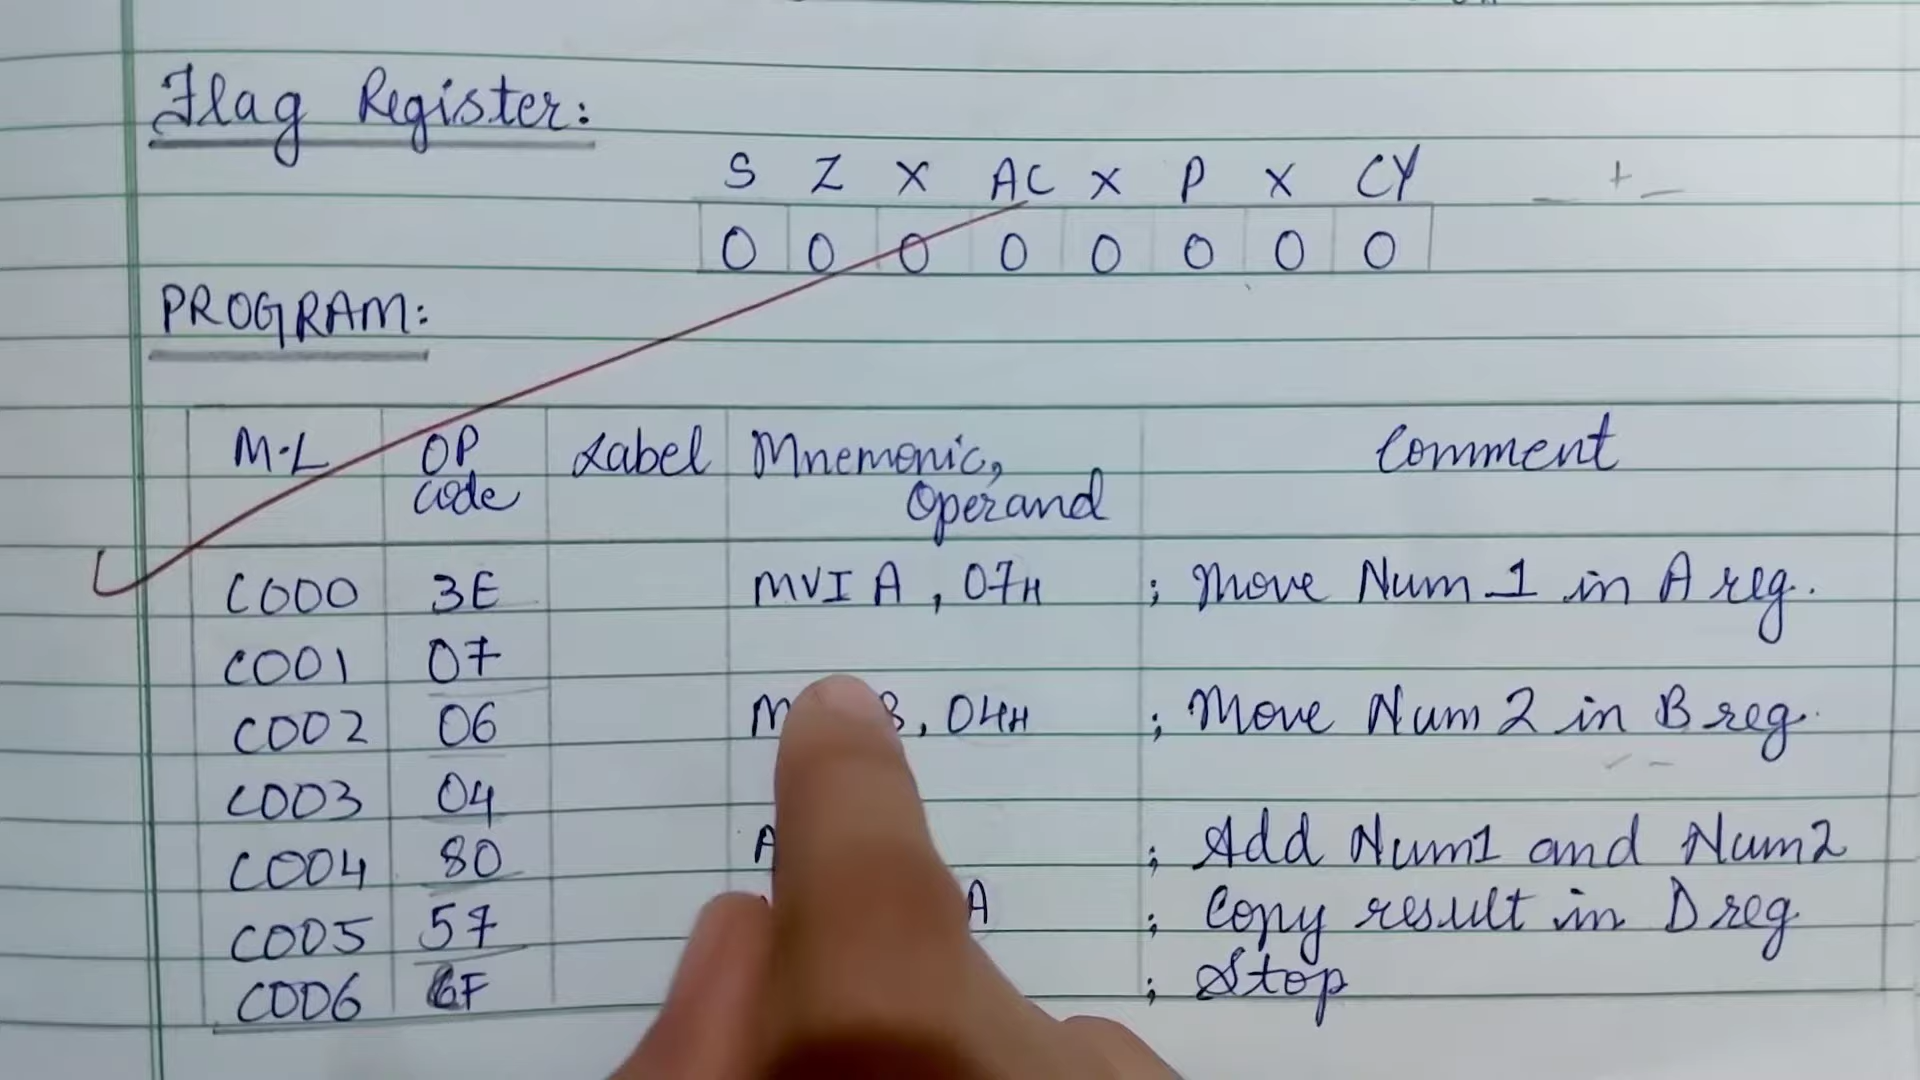 Flag Register:
S Z X AC X P X CY
0 0 0 0 0 0 0 0
PROGRAM:
M.L OP Code Label Mnemonic, Operand Comment
C000 3E MVI A, 07H ; Move Num 1 in A reg.
C001 07
C002 06 , 04H ; Move Num 2 in B reg.
C003 04
C004 80 ; Add Num1 and Num2
C005 57 A ; Copy result in D reg
C006 ; Stop